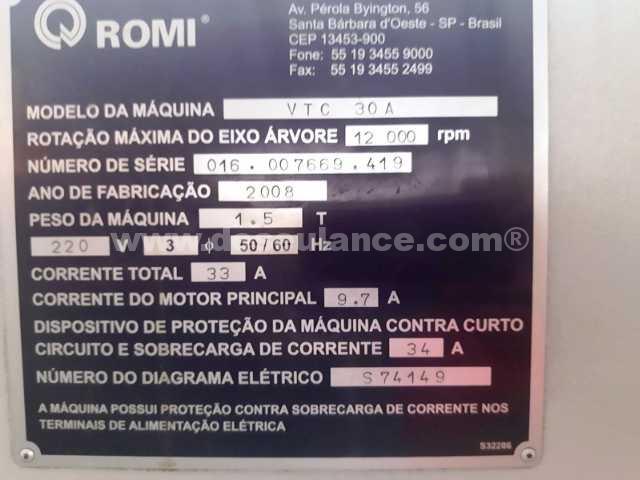 ROMI®
Av. Pérola Byington, 56
Santa Bárbara d'Oeste - SP - Brasil
CEP 13453-900
Fone: 55 19 3455 9000
Fax: 55 19 3455 2499
MODELO DA MÁQUINA VTC 30A
ROTAÇÃO MÁXIMA DO EIXO ÁRVORE 12 000 rpm
NÚMERO DE SÉRIE 016.007669.419
ANO DE FABRICAÇÃO 2008
PESO DA MÁQUINA 1.5 T
220 V 3 ϕ 50/60 Hz
CORRENTE TOTAL 33 A
CORRENTE DO MOTOR PRINCIPAL 9.7 A
DISPOSITIVO DE PROTEÇÃO DA MÁQUINA CONTRA CURTO
CIRCUITO E SOBRECARGA DE CORRENTE 34 A
NÚMERO DO DIAGRAMA ELÉTRICO S74149
A MÁQUINA POSSUI PROTEÇÃO CONTRA SOBRECARGA DE CORRENTE NOS
TERMINAIS DE ALIMENTAÇÃO ELÉTRICA
S32286